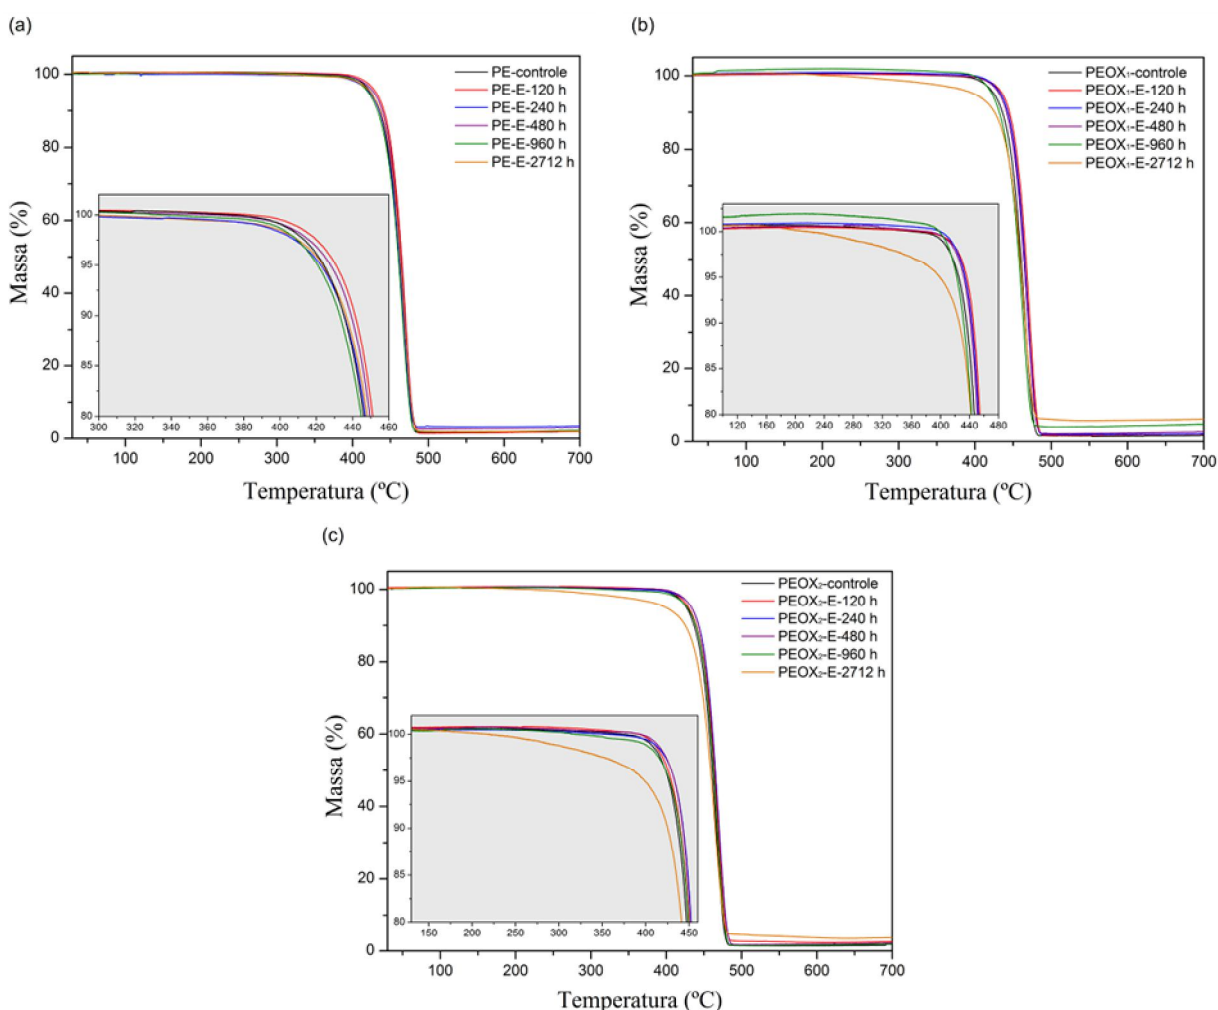 (a)
PE-controle
PE-E-120 h
PE-E-240 h
PE-E-480 h
PE-E-960 h
PE-E-2712 h
Massa (%)
100
80
60
40
20
0
100
95
90
85
80
300 320 340 360 380 400 420 440 460
100 200 300 400 500 600 700
Temperatura (ºC)
(b)
PEOX₁-controle
PEOX₁-E-120 h
PEOX₁-E-240 h
PEOX₁-E-480 h
PEOX₁-E-960 h
PEOX₁-E-2712 h
Massa (%)
100
80
60
40
20
0
100
95
90
85
80
120 160 200 240 280 320 360 400 440 480
100 200 300 400 500 600 700
Temperatura (ºC)
(c)
PEOX₂-controle
PEOX₂-E-120 h
PEOX₂-E-240 h
PEOX₂-E-480 h
PEOX₂-E-960 h
PEOX₂-E-2712 h
Massa (%)
100
80
60
40
20
0
100
95
90
85
80
150 200 250 300 350 400 450
100 200 300 400 500 600 700
Temperatura (ºC)